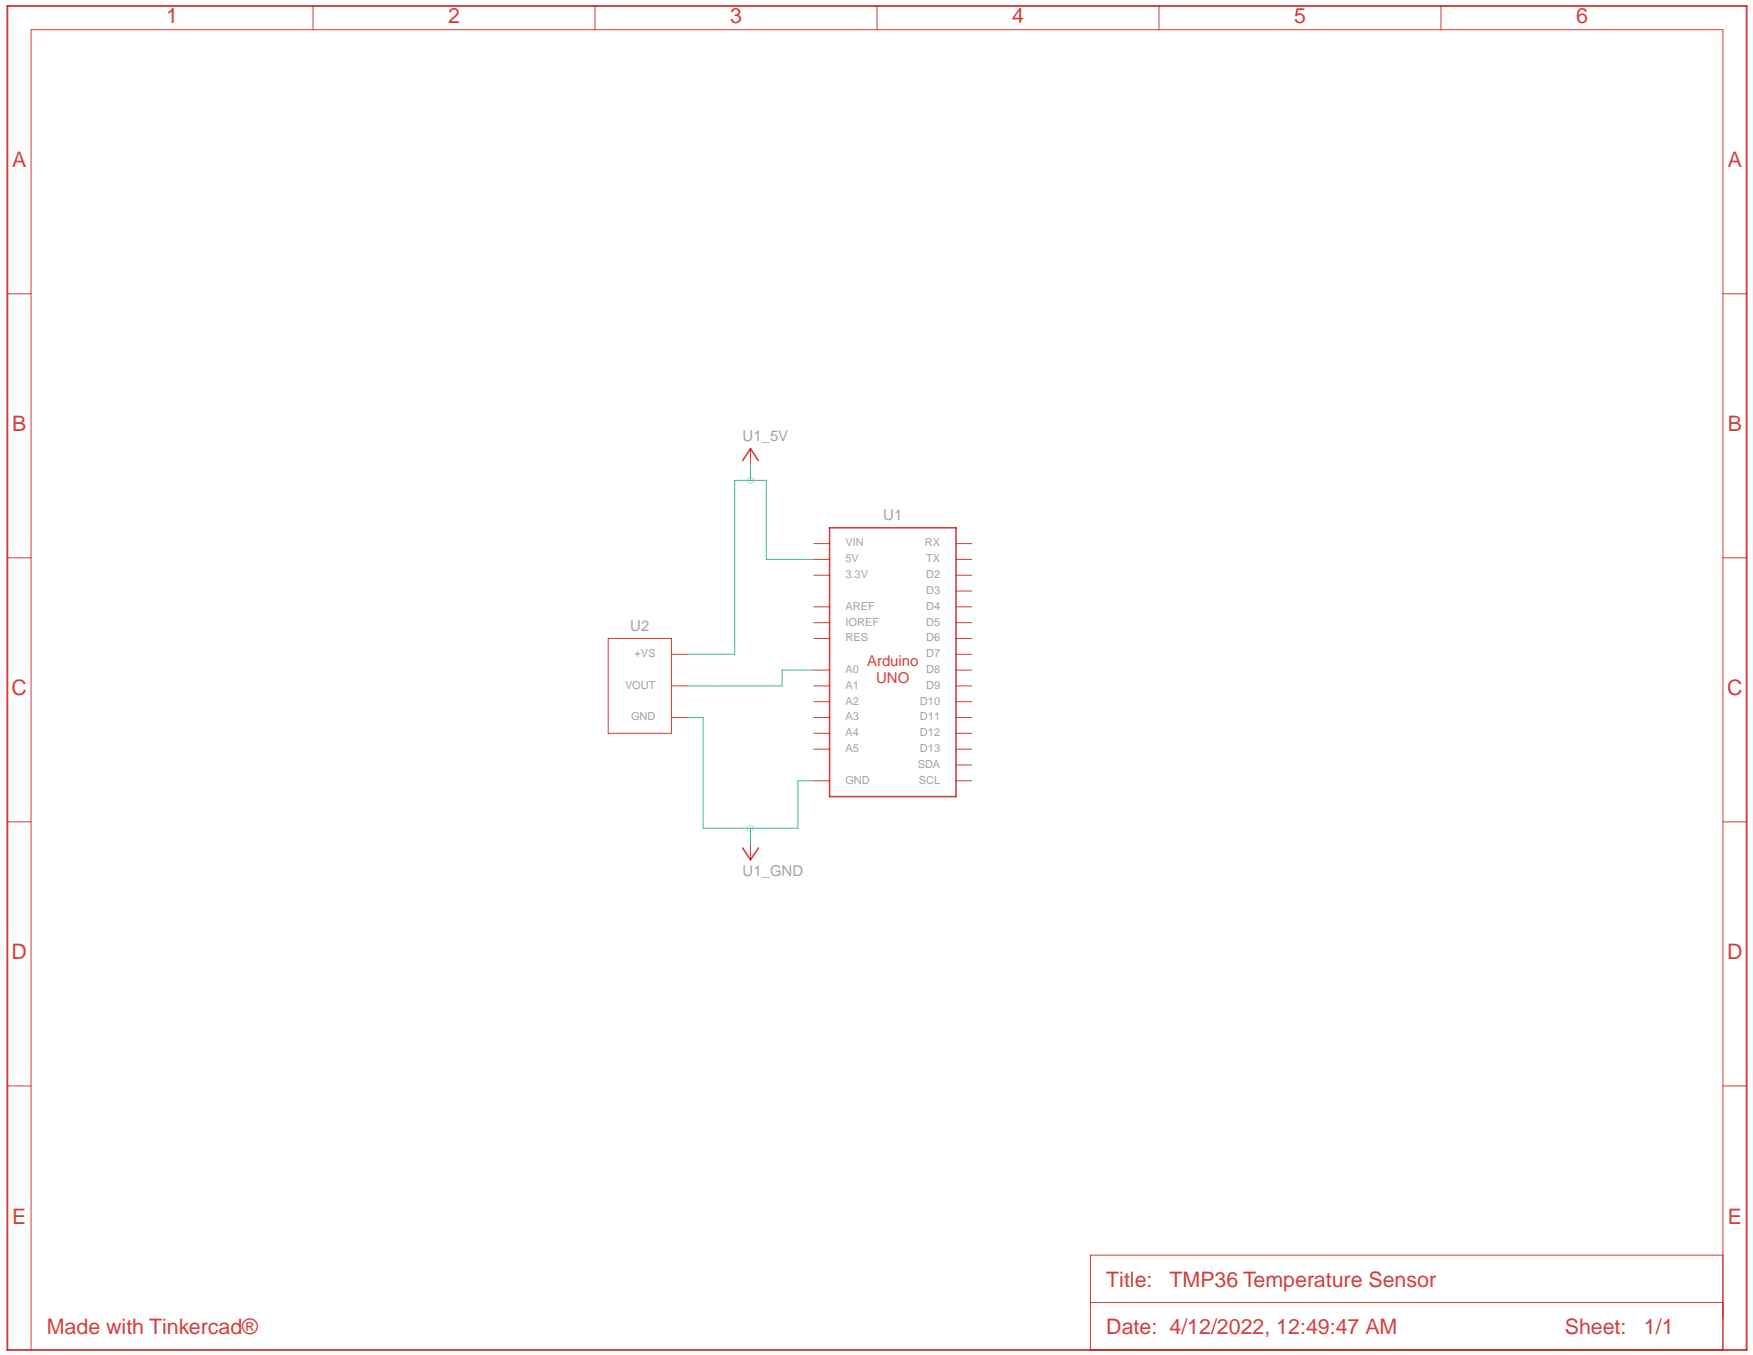 1 2 3 4 5 6
A A
B B
U1_5V
U1
VIN RX
5V TX
3.3V D2
D3
AREF D4
IOREF D5
U2
RES D6
+VS D7
Arduino
A0 D8
UNO
C C
VOUT A1 D9
A2 D10
GND A3 D11
A4 D12
A5 D13
SDA
GND SCL
U1_GND
D D
E E
Title: TMP36 Temperature Sensor
Made with Tinkercad®
Date: 4/12/2022, 12:49:47 AM Sheet: 1/1